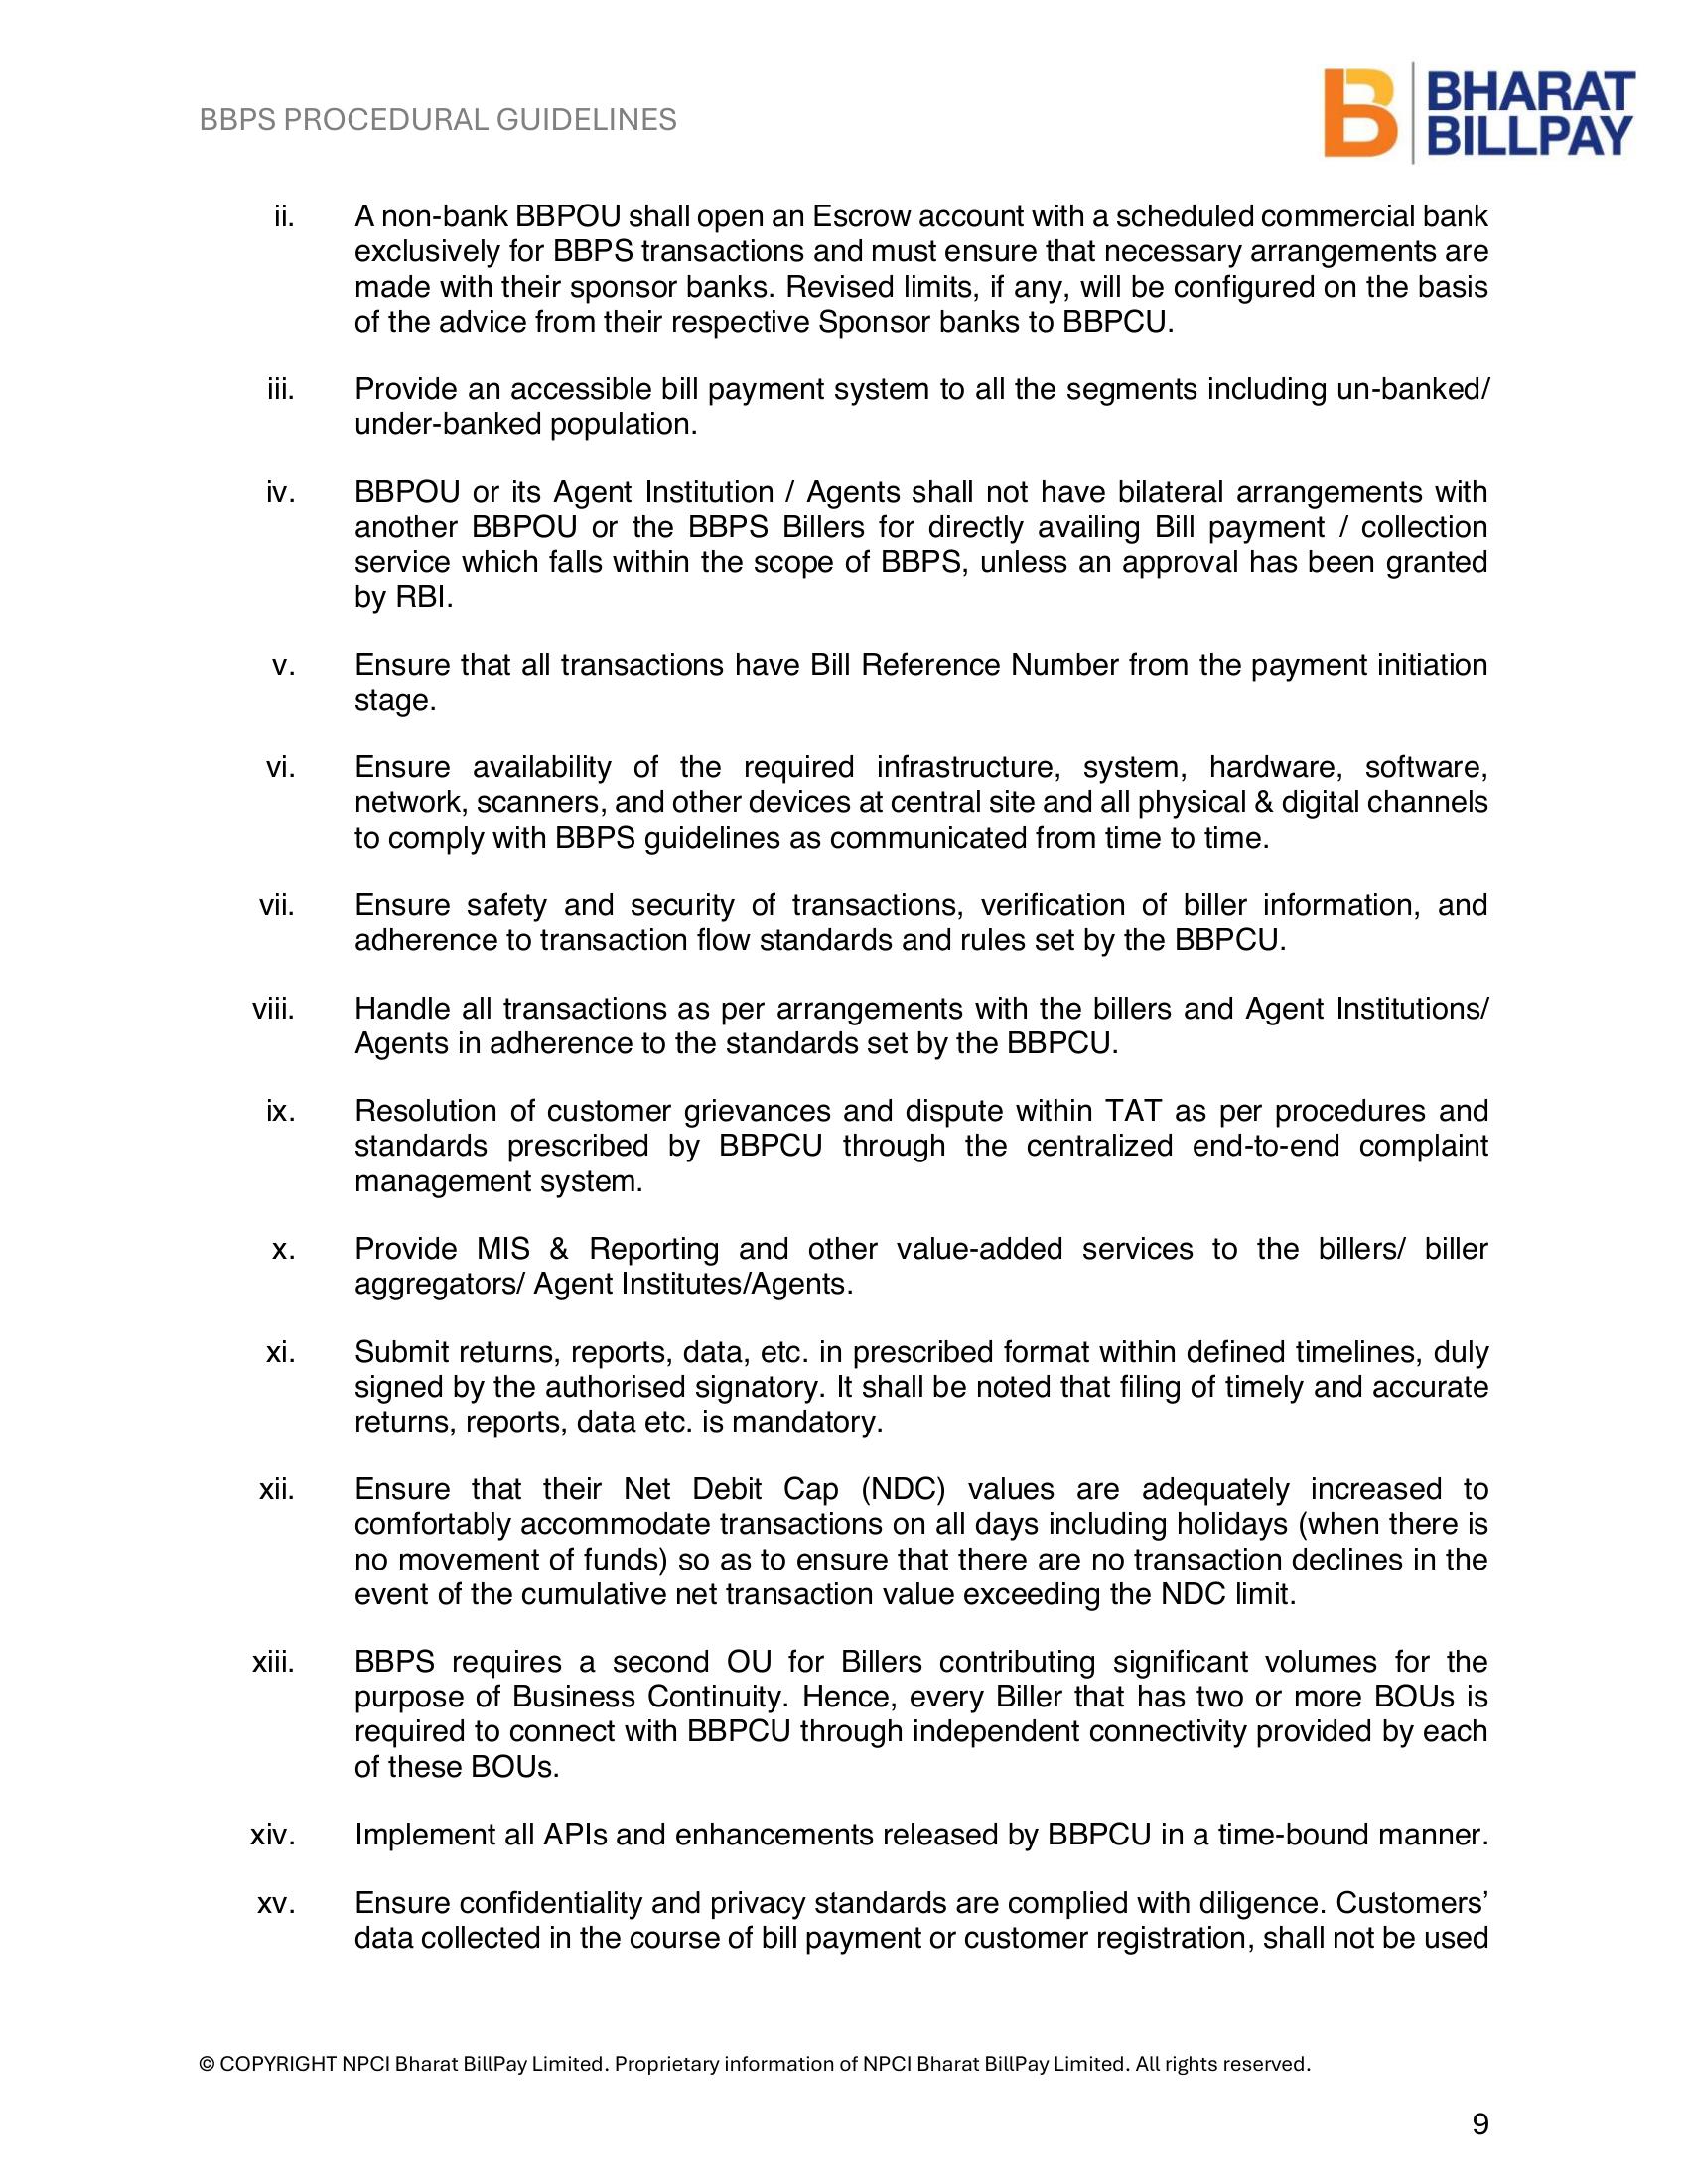 BBPS PROCEDURAL GUIDELINES
BHARAT
BILLPAY
ii. A non-bank BBPOU shall open an Escrow account with a scheduled commercial bank
exclusively for BBPS transactions and must ensure that necessary arrangements are
made with their sponsor banks. Revised limits, if any, will be configured on the basis
of the advice from their respective Sponsor banks to BBPCU.
iii. Provide an accessible bill payment system to all the segments including un-banked/
under-banked population.
iv. BBPOU or its Agent Institution / Agents shall not have bilateral arrangements with
another BBPOU or the BBPS Billers for directly availing Bill payment / collection
service which falls within the scope of BBPS, unless an approval has been granted
by RBI.
v. Ensure that all transactions have Bill Reference Number from the payment initiation
stage.
vi. Ensure availability of the required infrastructure, system, hardware, software,
network, scanners, and other devices at central site and all physical & digital channels
to comply with BBPS guidelines as communicated from time to time.
vii. Ensure safety and security of transactions, verification of biller information, and
adherence to transaction flow standards and rules set by the BBPCU.
viii. Handle all transactions as per arrangements with the billers and Agent Institutions/
Agents in adherence to the standards set by the BBPCU.
ix. Resolution of customer grievances and dispute within TAT as per procedures and
standards prescribed by BBPCU through the centralized end-to-end complaint
management system.
x. Provide MIS & Reporting and other value-added services to the billers/ biller
aggregators/ Agent Institutes/Agents.
xi. Submit returns, reports, data, etc. in prescribed format within defined timelines, duly
signed by the authorised signatory. It shall be noted that filing of timely and accurate
returns, reports, data etc. is mandatory.
xii. Ensure that their Net Debit Cap (NDC) values are adequately increased to
comfortably accommodate transactions on all days including holidays (when there is
no movement of funds) so as to ensure that there are no transaction declines in the
event of the cumulative net transaction value exceeding the NDC limit.
xiii. BBPS requires a second OU for Billers contributing significant volumes for the
purpose of Business Continuity. Hence, every Biller that has two or more BOUs is
required to connect with BBPCU through independent connectivity provided by each
of these BOUs.
xiv. Implement all APIs and enhancements released by BBPCU in a time-bound manner.
xv. Ensure confidentiality and privacy standards are complied with diligence. Customers’
data collected in the course of bill payment or customer registration, shall not be used
© COPYRIGHT NPCI Bharat BillPay Limited. Proprietary information of NPCI Bharat BillPay Limited. All rights reserved.
9